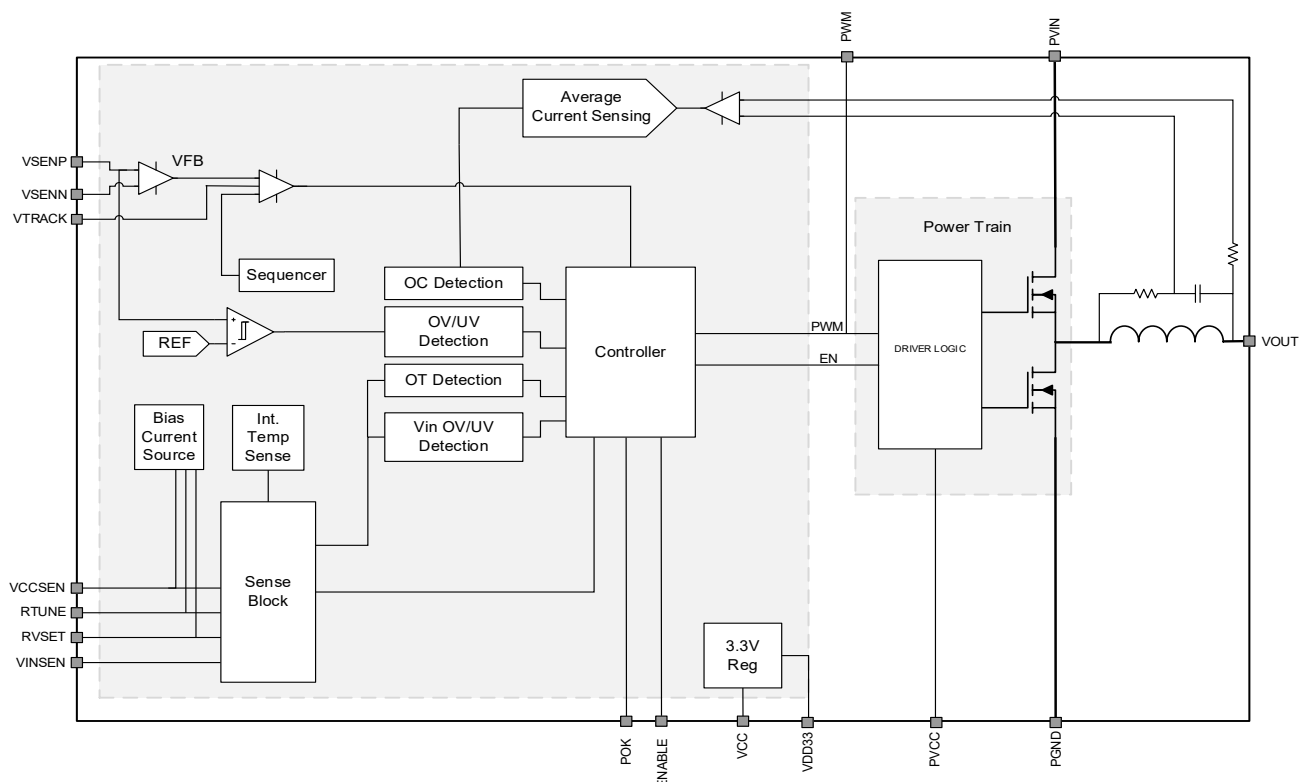 PWM
PVIN
Average
Current Sensing
VSENP
VFB
VSENN
VTRACK
Power Train
Sequencer
OC Detection
OV/UV
Detection
REF
+
-
Controller
PWM
EN
DRIVER LOGIC
VOUT
OT Detection
Vin OV/UV
Detection
Bias
Current
Source
Int.
Temp
Sense
VCCSEN
RTUNE
RVSET
VINSEN
Sense
Block
3.3V
Reg
POK
ENABLE
VCC
VDD33
PVCC
PGND